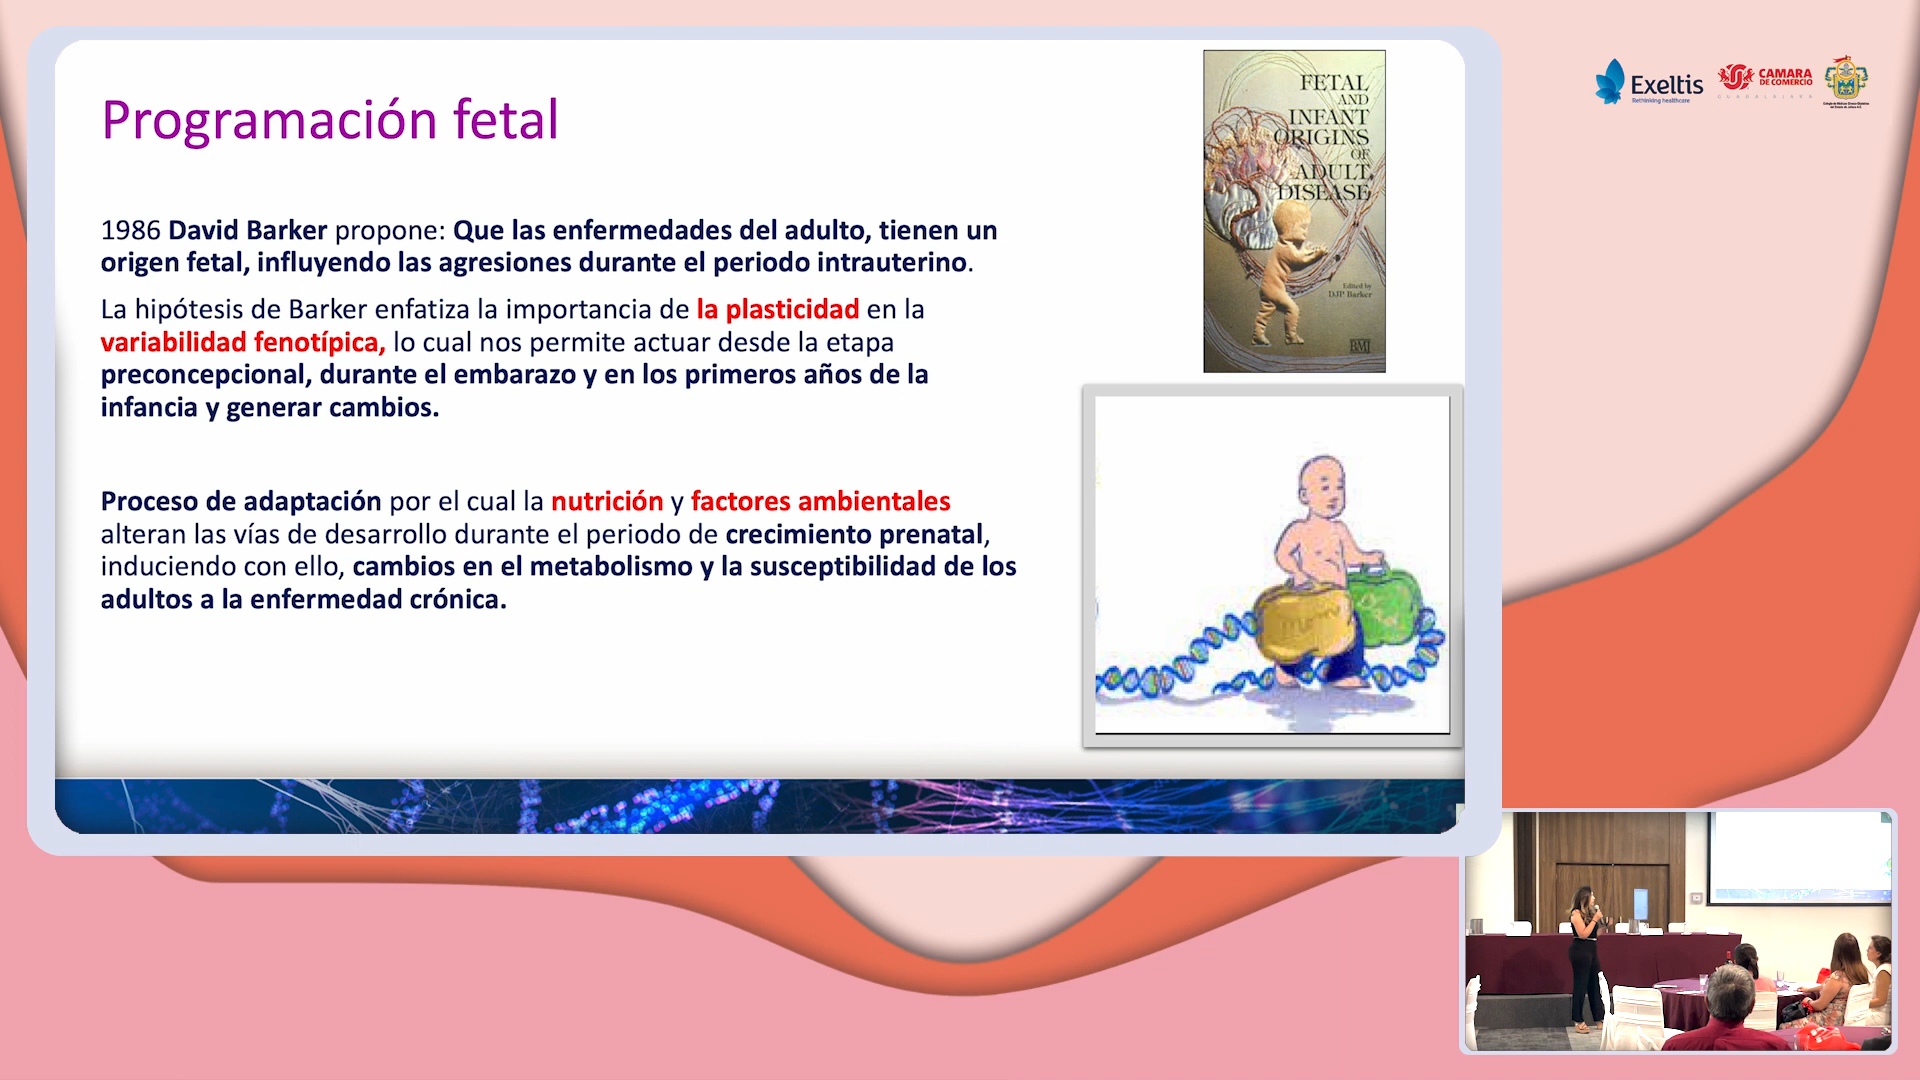 Programación fetal
1986 David Barker propone: Que las enfermedades del adulto, tienen un
origen fetal, influyendo las agresiones durante el periodo intrauterino.
La hipótesis de Barker enfatiza la importancia de la plasticidad en la
variabilidad fenotípica, lo cual nos permite actuar desde la etapa
preconcepcional, durante el embarazo y en los primeros años de la
infancia y generar cambios.
Proceso de adaptación por el cual la nutrición y factores ambientales
alteran las vías de desarrollo durante el periodo de crecimiento prenatal,
induciendo con ello, cambios en el metabolismo y la susceptibilidad de los
adultos a la enfermedad crónica.
FETAL
AND
INFANT
ORIGINS
OF
ADULT
DISEASE
Edited by
DJP Barker
BMJ
Exeltis
Rethinking healthcare
CAMARA
DE COMERCIO
GUADALAJARA